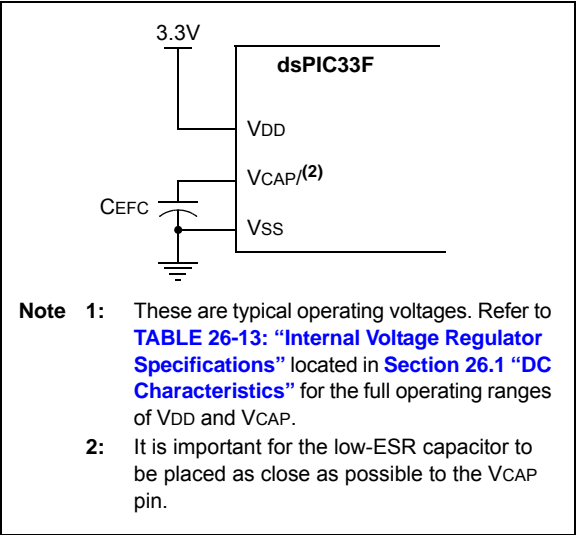 3.3V
dsPIC33F
VDD
VCAP/(2)
CEFC
VSS
Note 1: These are typical operating voltages. Refer to
TABLE 26-13: “Internal Voltage Regulator
Specifications” located in Section 26.1 “DC
Characteristics” for the full operating ranges
of VDD and VCAP.
2: It is important for the low-ESR capacitor to
be placed as close as possible to the VCAP
pin.